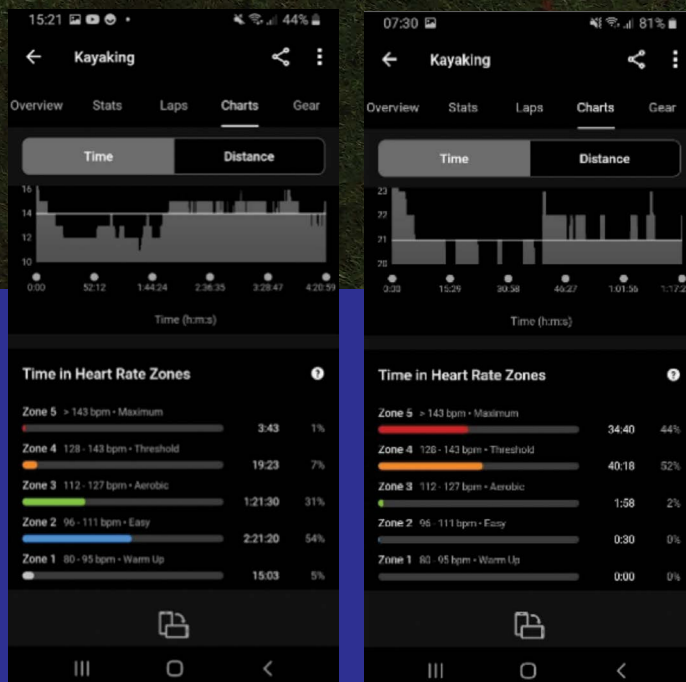 15:21 44%
Kayaking
Overview Stats Laps Charts Gear
Time Distance
16
14
12
10
0:00 52:12 1:44:24 2:36:35 3:28:47 4:20:59
Time (h:m:s)
Time in Heart Rate Zones ?
Zone 5 > 143 bpm • Maximum
3:43 1%
Zone 4 128 - 143 bpm • Threshold
19:23 7%
Zone 3 112 - 127 bpm • Aerobic
1:21:30 31%
Zone 2 96 - 111 bpm • Easy
2:21:20 54%
Zone 1 80 - 95 bpm • Warm Up
15:03 5%
07:30 81%
Kayaking
Overview Stats Laps Charts Gear
Time Distance
23
22
21
20
0:00 15:29 30:58 46:27 1:01:56 1:17:2
Time (h:m:s)
Time in Heart Rate Zones ?
Zone 5 > 143 bpm • Maximum
34:40 44%
Zone 4 128 - 143 bpm • Threshold
40:18 52%
Zone 3 112 - 127 bpm • Aerobic
1:58 2%
Zone 2 96 - 111 bpm • Easy
0:30 0%
Zone 1 80 - 95 bpm • Warm Up
0:00 0%